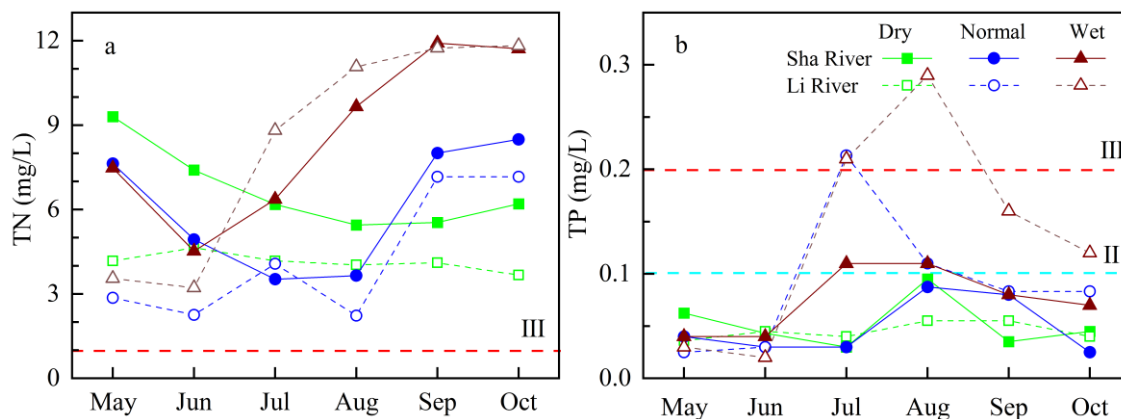 a
TN (mg/L)
12
9
6
3
0
III
May Jun Jul Aug Sep Oct
b
Dry Normal Wet
Sha River
Li River
TP (mg/L)
0.3
0.2
0.1
0.0
III
II
May Jun Jul Aug Sep Oct